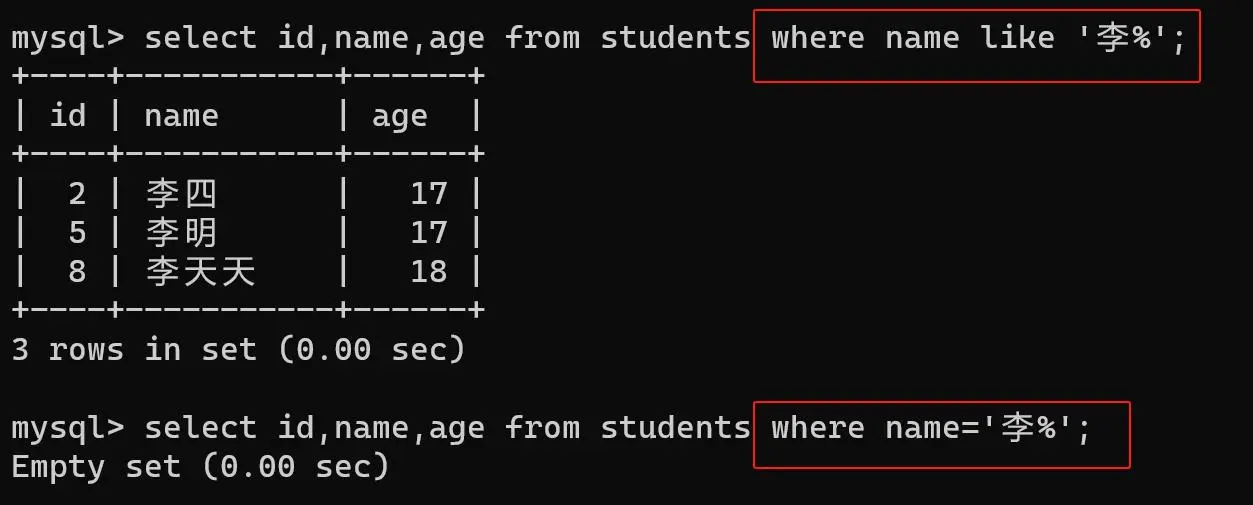 mysql> select id,name,age from students where name like '李%';
+----+-----------+------+
| id | name      | age  |
+----+-----------+------+
|  2 | 李四      |   17 |
|  5 | 李明      |   17 |
|  8 | 李天天    |   18 |
+----+-----------+------+
3 rows in set (0.00 sec)
mysql> select id,name,age from students where name='李%';
Empty set (0.00 sec)